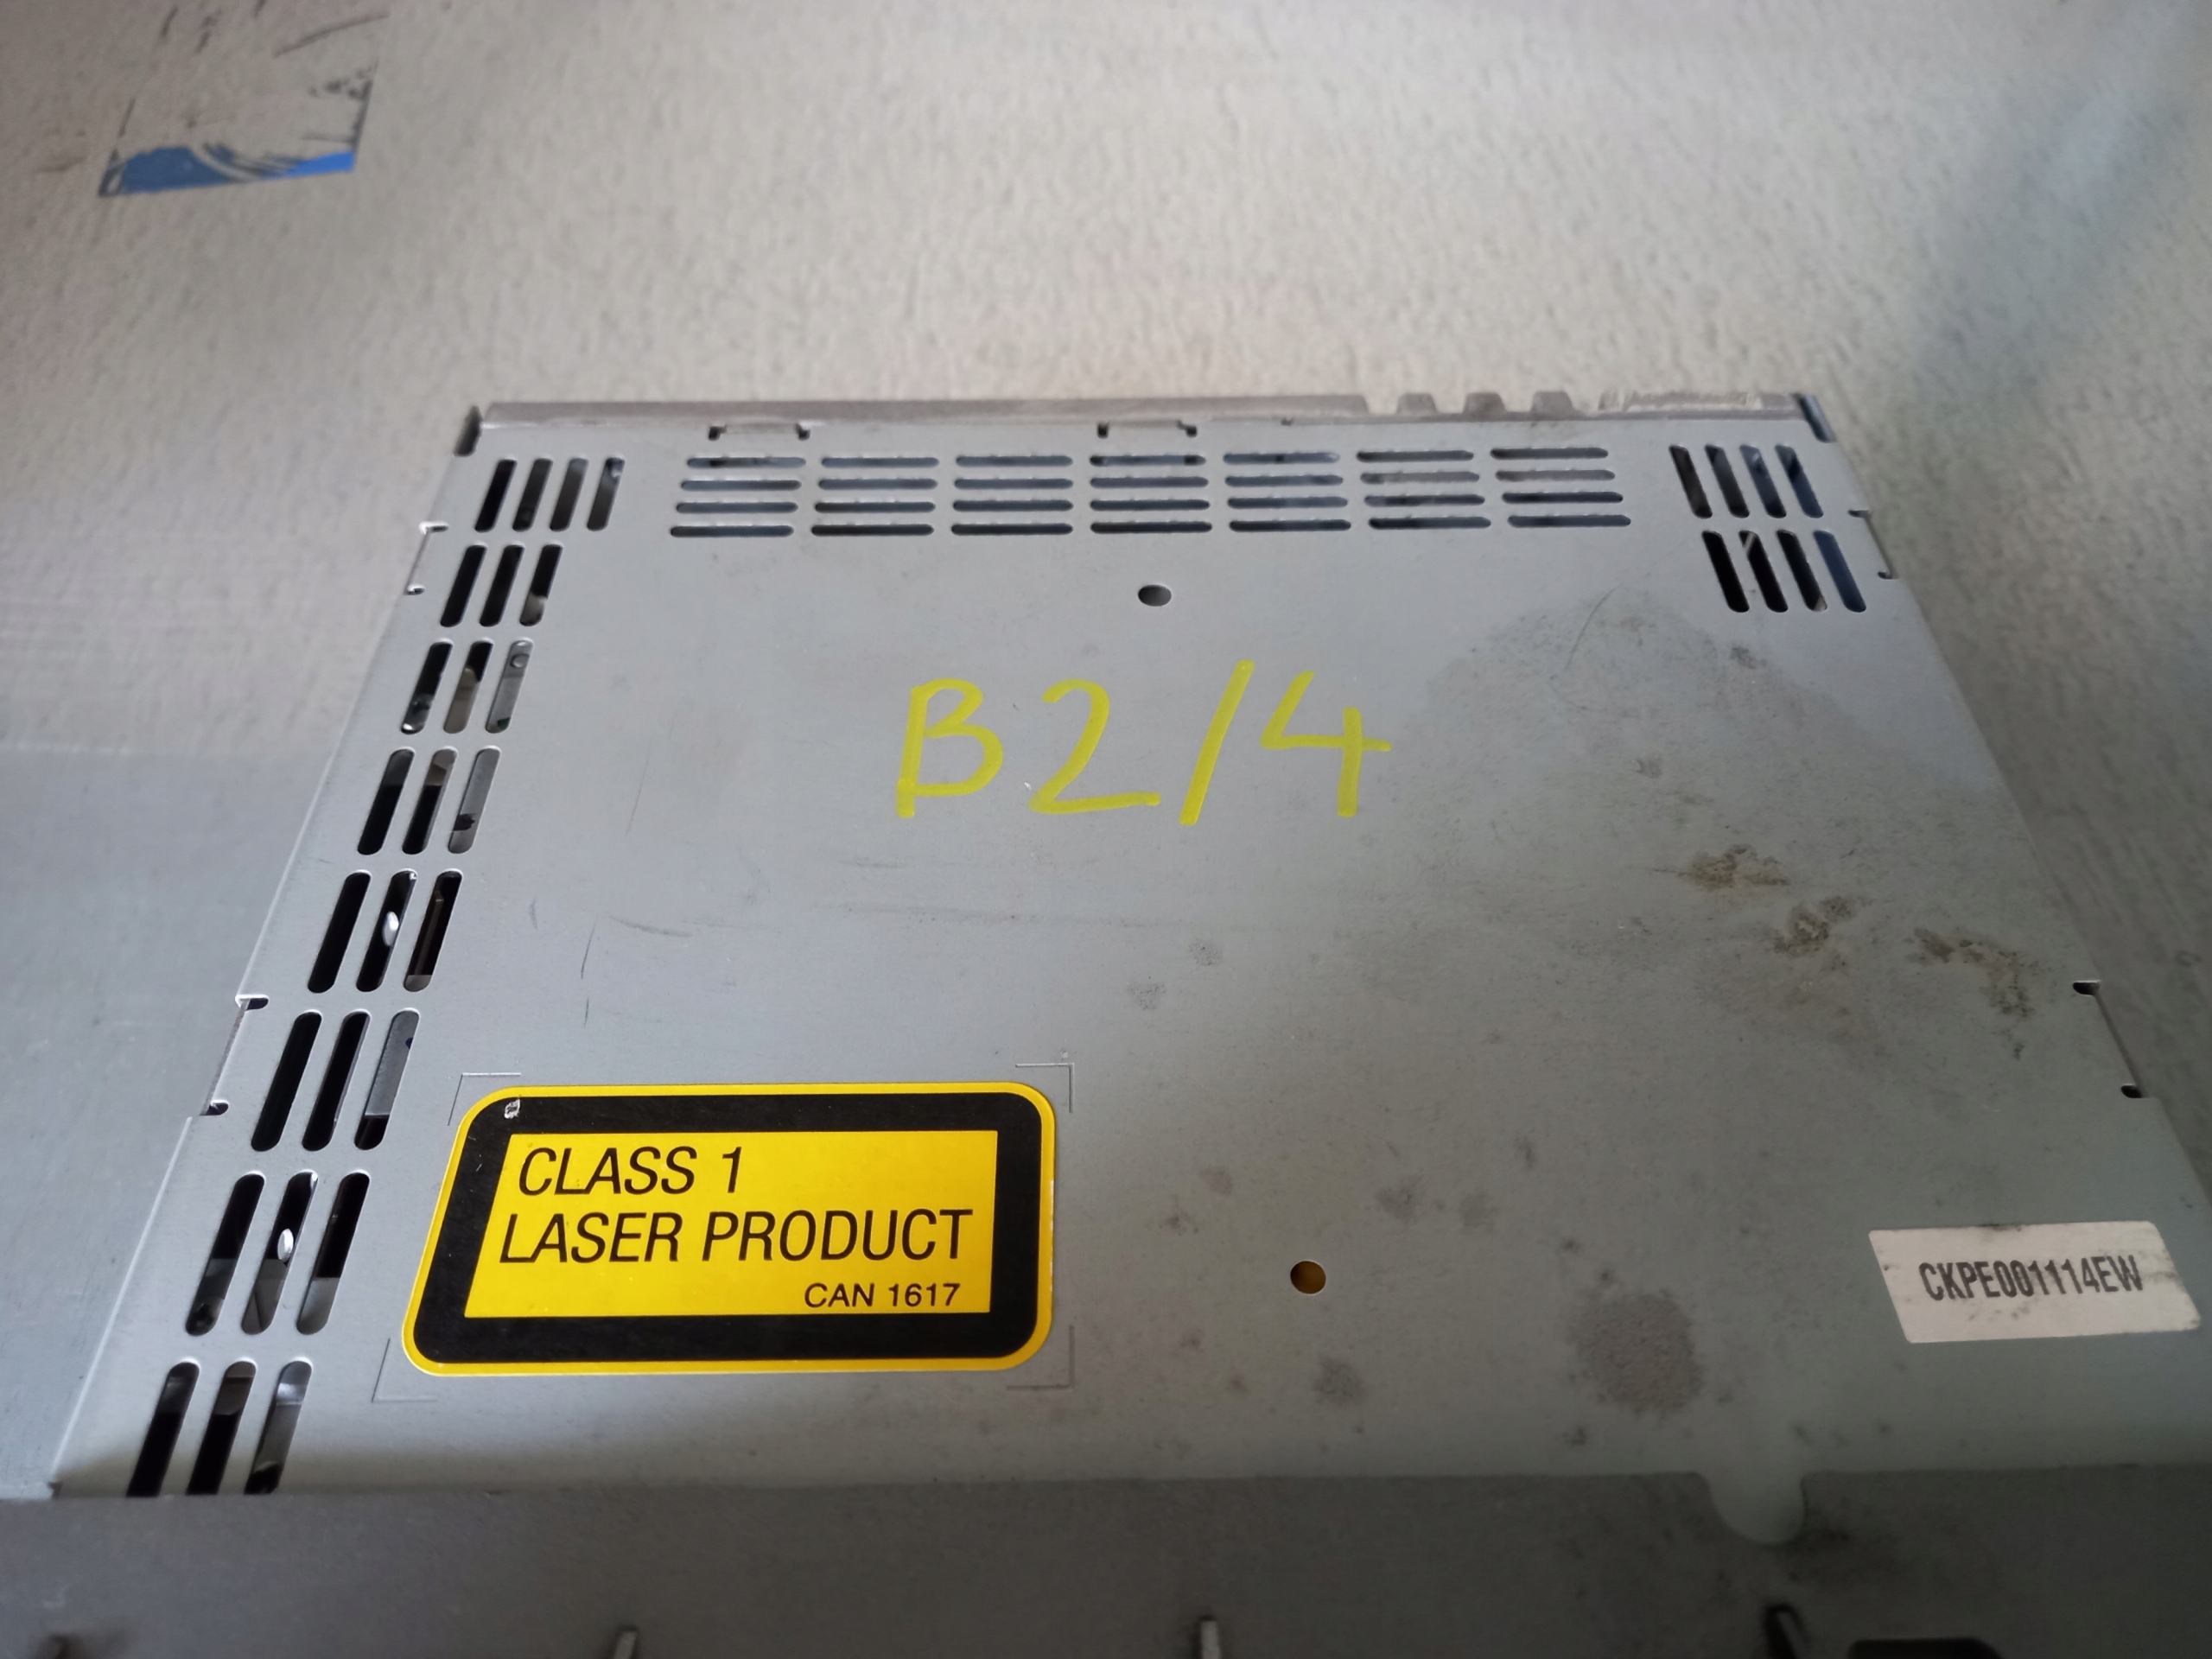 B2/4
CLASS 1
LASER PRODUCT
CAN 1617
CKPE001114EW